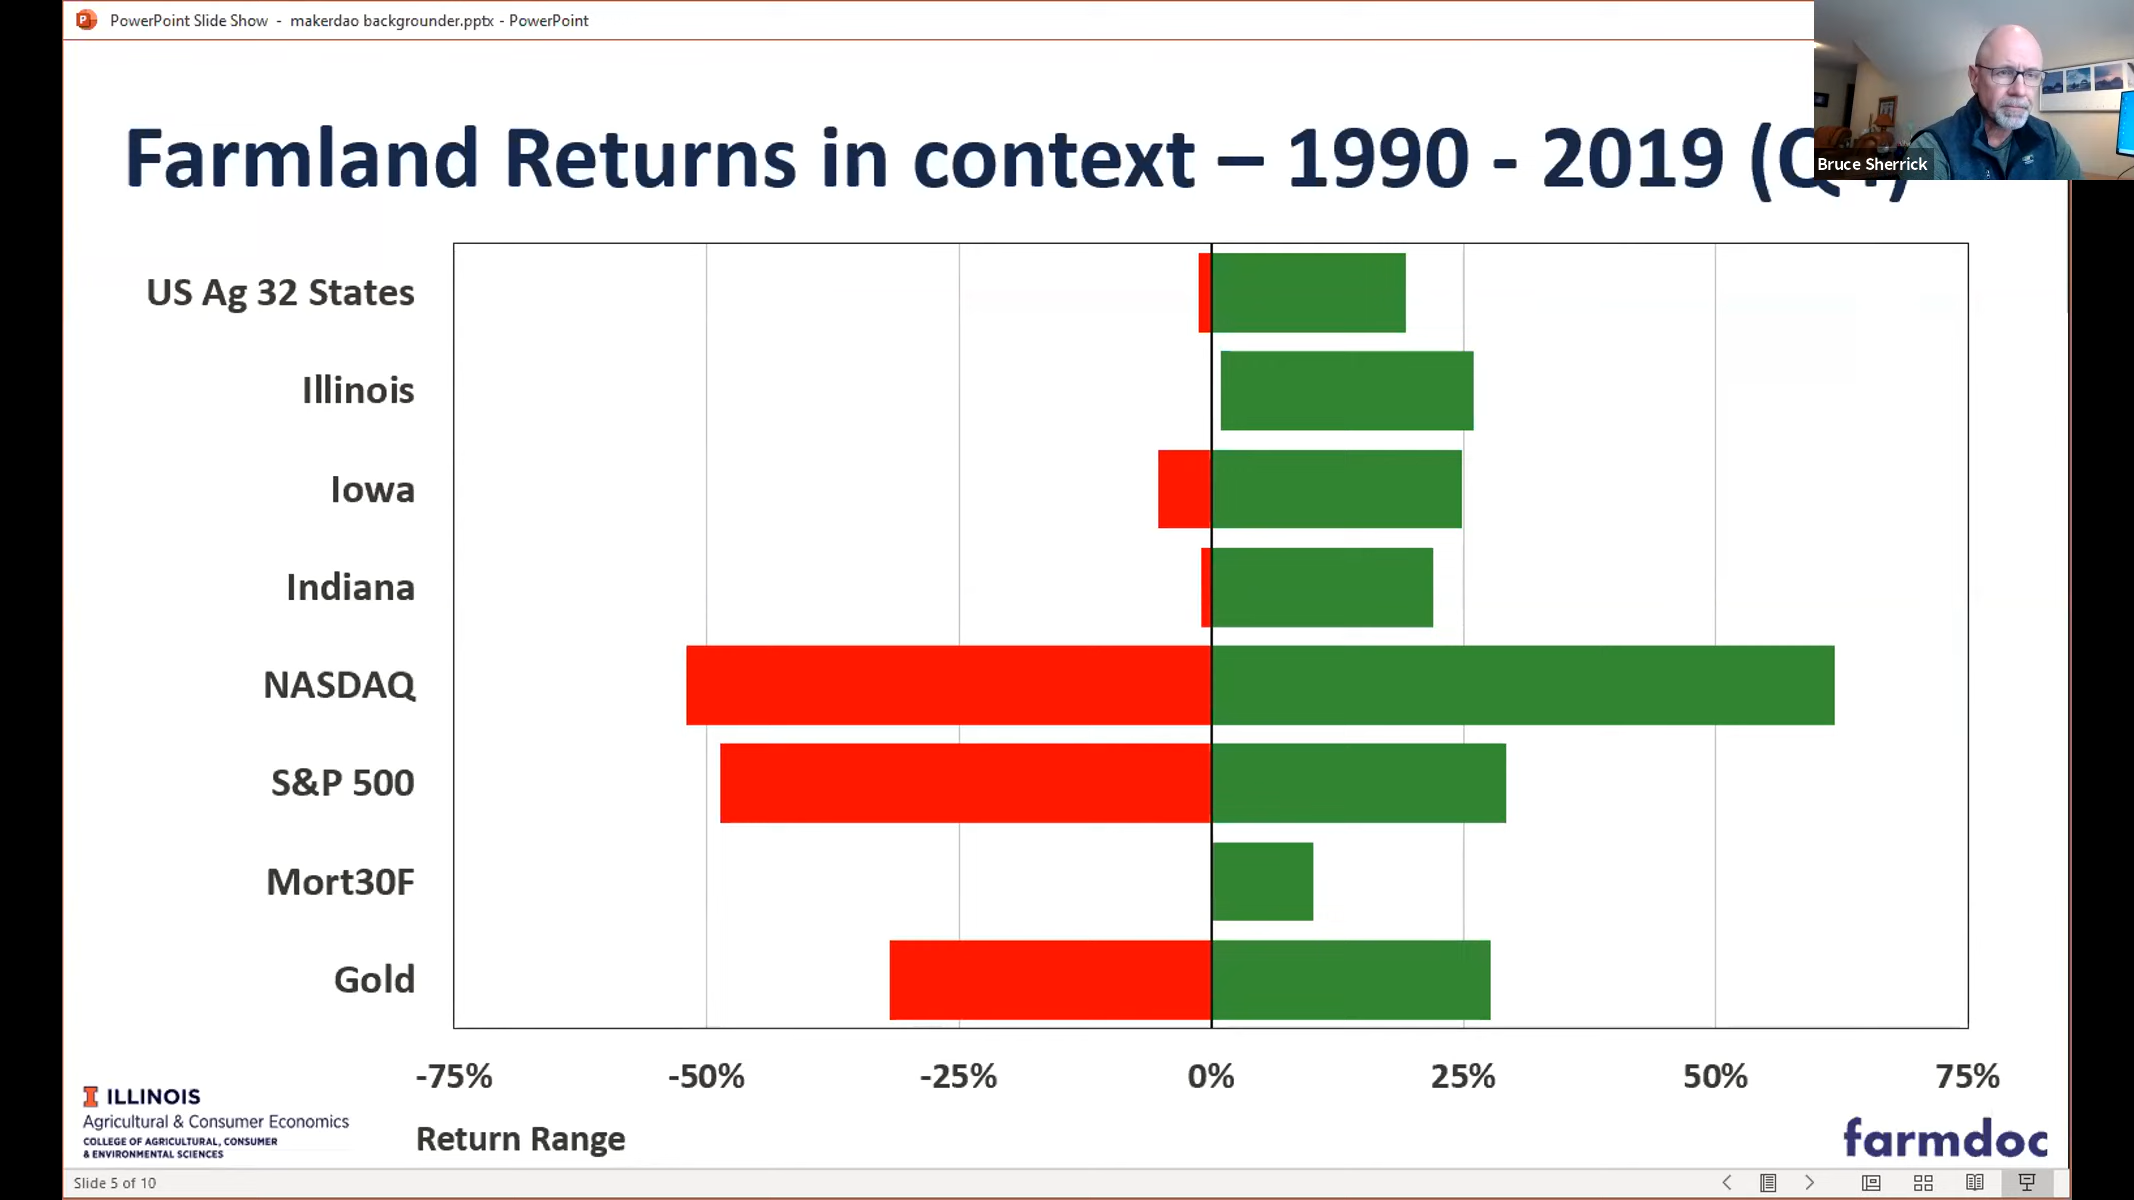 PowerPoint Slide Show - makerdao backgrounder.pptx - PowerPoint
Farmland Returns in context – 1990 - 2019
Bruce Sherrick
US Ag 32 States
Illinois
Iowa
Indiana
NASDAQ
S&P 500
Mort30F
Gold
-75% -50% -25% 0% 25% 50% 75%
Return Range
I ILLINOIS
Agricultural & Consumer Economics
COLLEGE OF AGRICULTURAL, CONSUMER
& ENVIRONMENTAL SCIENCES
farmdoc
Slide 5 of 10